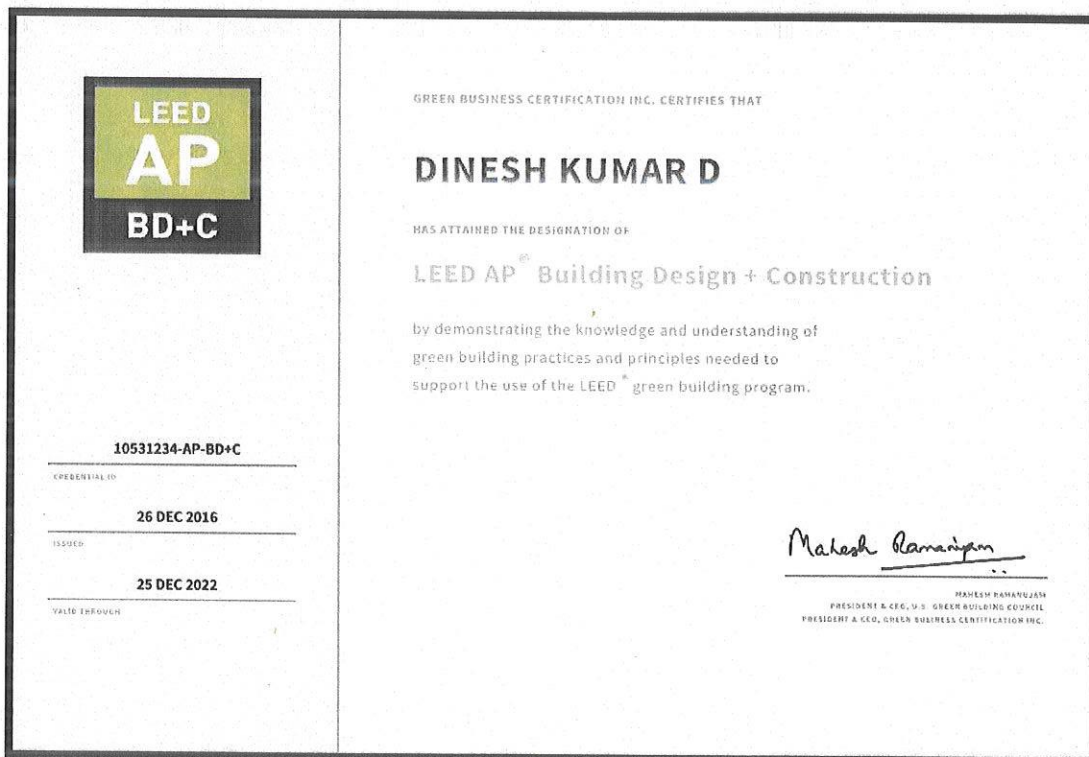 LEED
AP
BD+C
10531234-AP-BD+C
CREDENTIAL ID
26 DEC 2016
ISSUED
25 DEC 2022
VALID THROUGH
GREEN BUSINESS CERTIFICATION INC. CERTIFIES THAT
DINESH KUMAR D
HAS ATTAINED THE DESIGNATION OF
LEED AP® Building Design + Construction
by demonstrating the knowledge and understanding of
green building practices and principles needed to
support the use of the LEED® green building program.
Mahesh Ramanujam
MAHESH RAMANUJAM
PRESIDENT & CEO, U.S. GREEN BUILDING COUNCIL
PRESIDENT & CEO, GREEN BUSINESS CERTIFICATION INC.